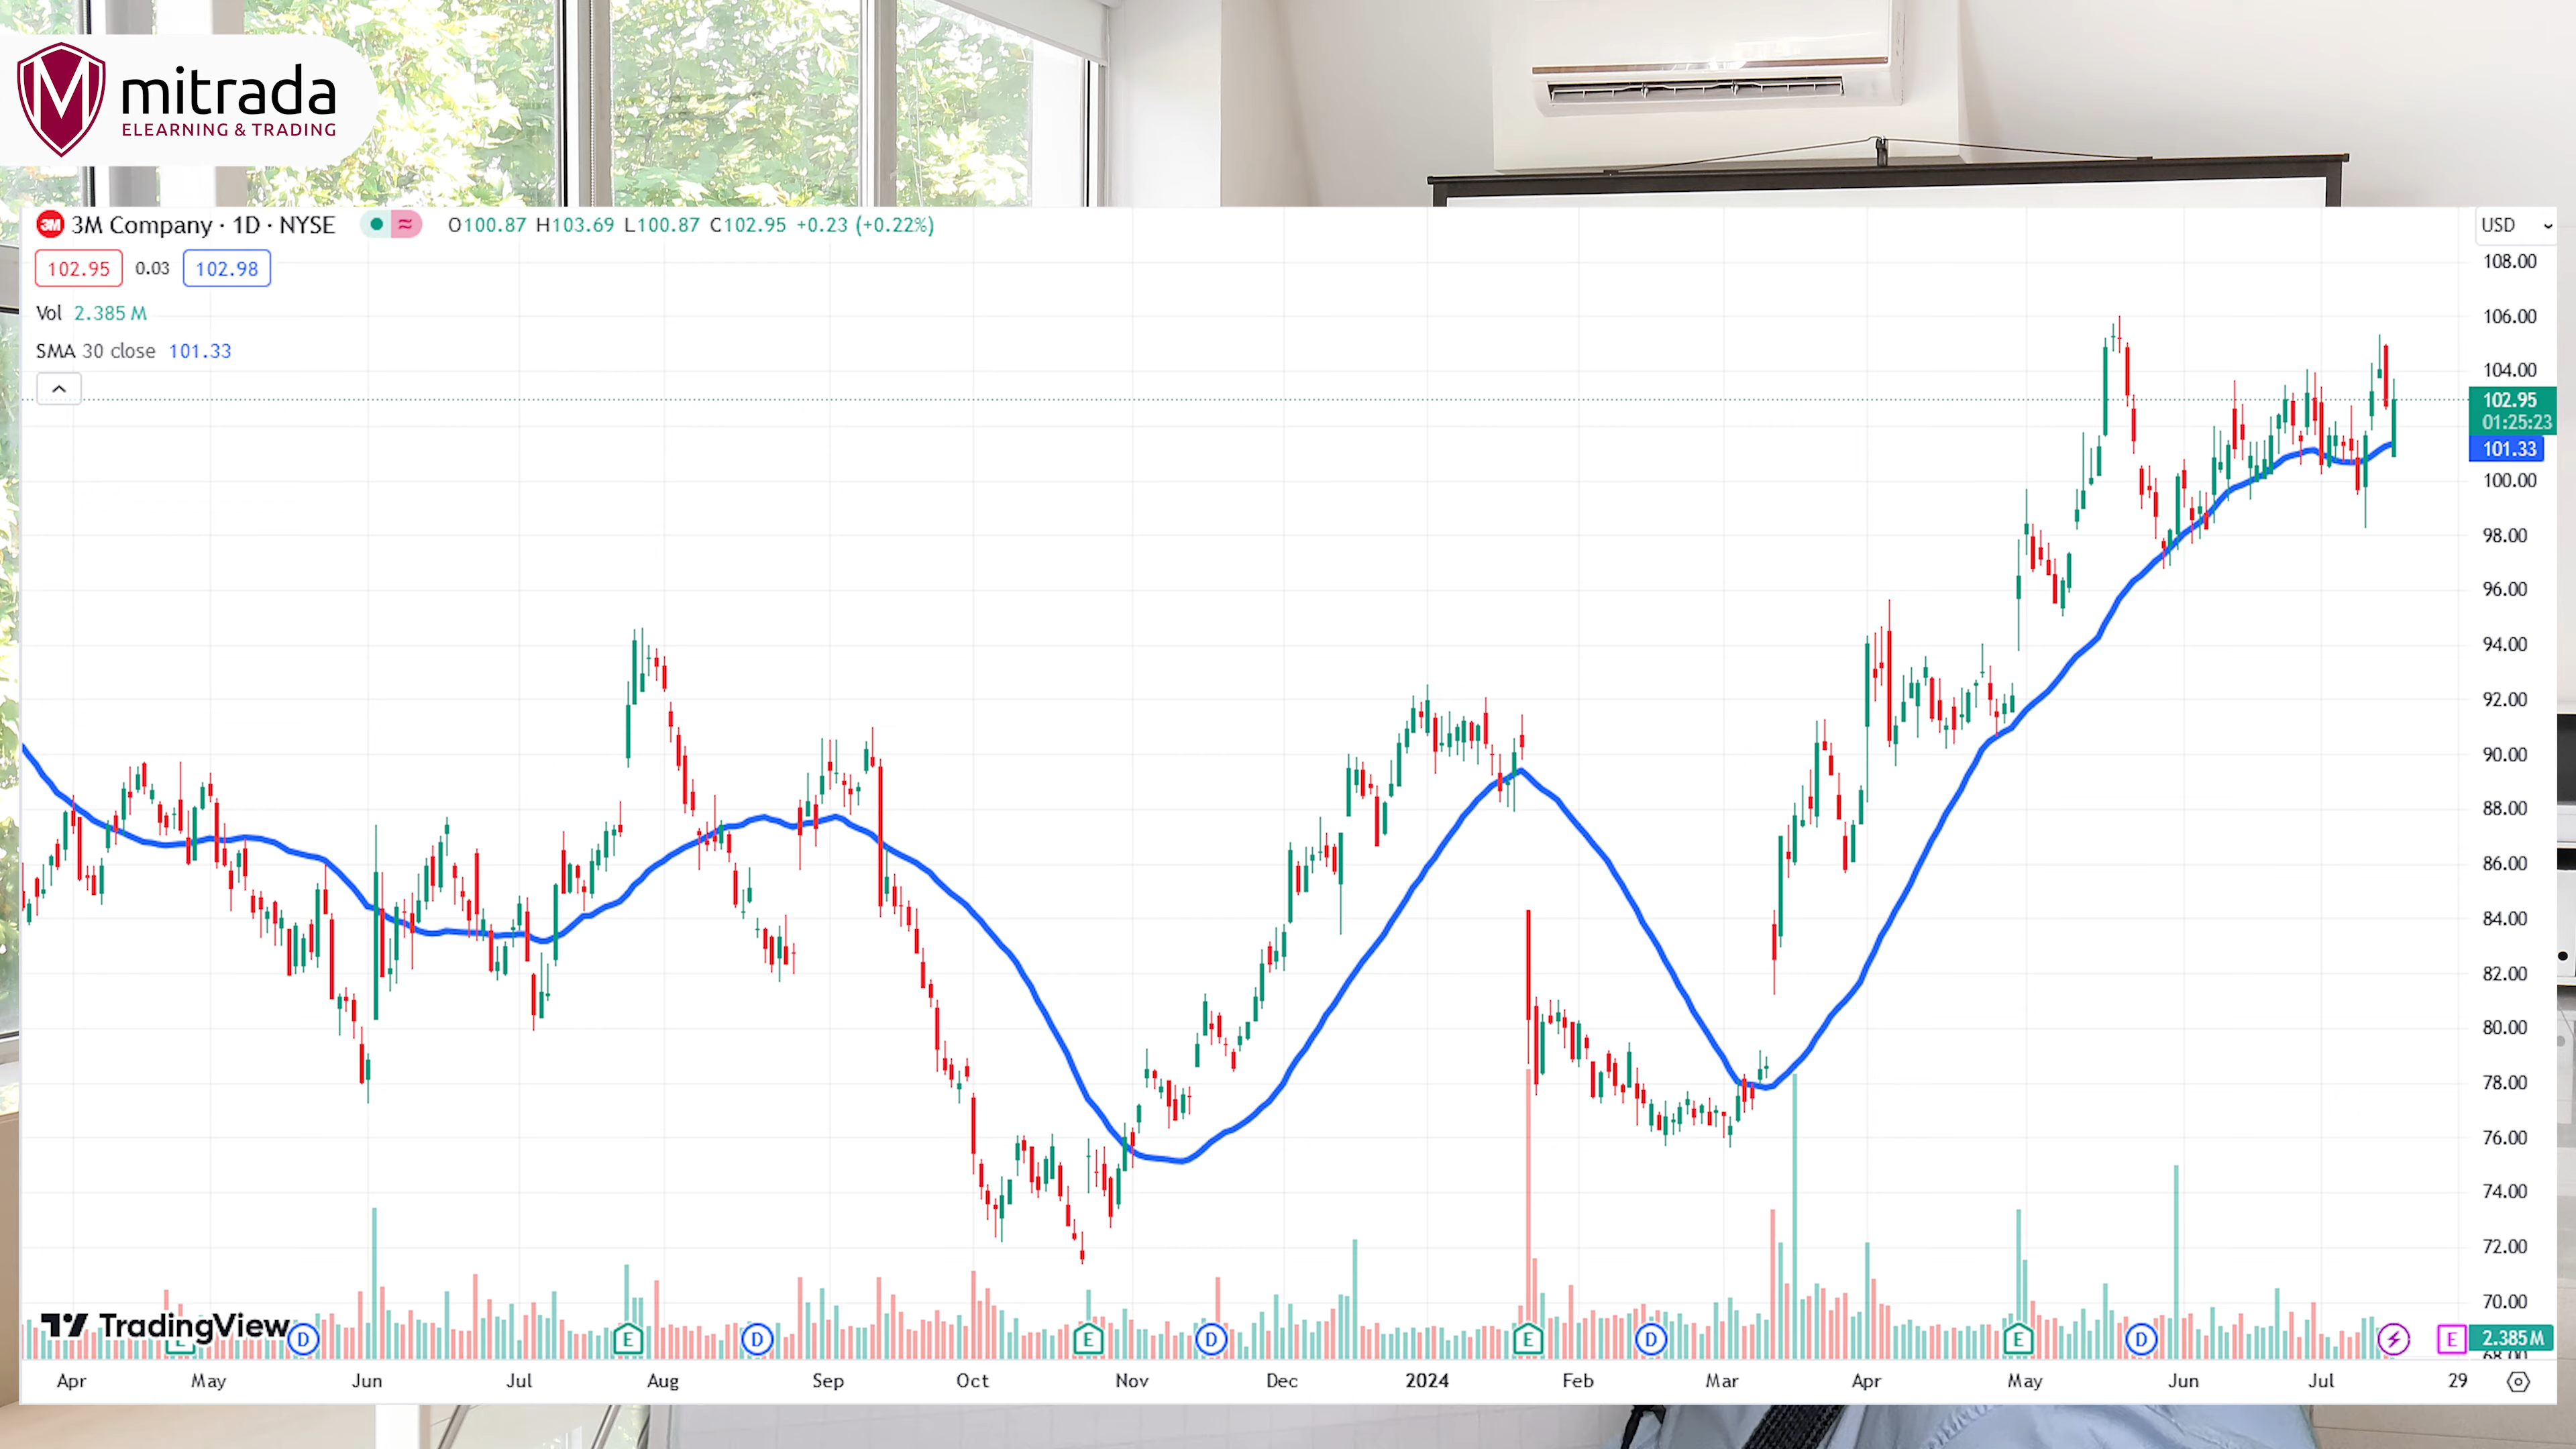 mitrada
ELEARNING & TRADING
3M 3M Company · 1D · NYSE ≈ O100.87 H103.69 L100.87 C102.95 +0.23 (+0.22%)
USD
102.95 0.03 102.98
Vol 2.385 M
SMA 30 close 101.33
108.00
106.00
104.00
102.95
01:25:23
101.33
100.00
98.00
96.00
94.00
92.00
90.00
88.00
86.00
84.00
82.00
80.00
78.00
76.00
74.00
72.00
70.00
TradingView
E D E D E D E D E D E
2.385 M
68.00
Apr May Jun Jul Aug Sep Oct Nov Dec 2024 Feb Mar Apr May Jun Jul 29